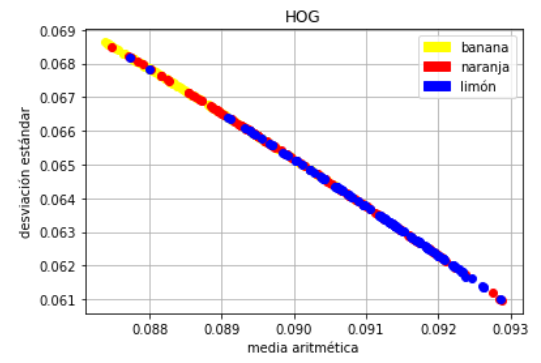 HOG
0.069
0.068
0.067
0.066
0.065
0.064
0.063
0.062
0.061
desviación estándar
banana
naranja
limón
0.088 0.089 0.090 0.091 0.092 0.093
media aritmética